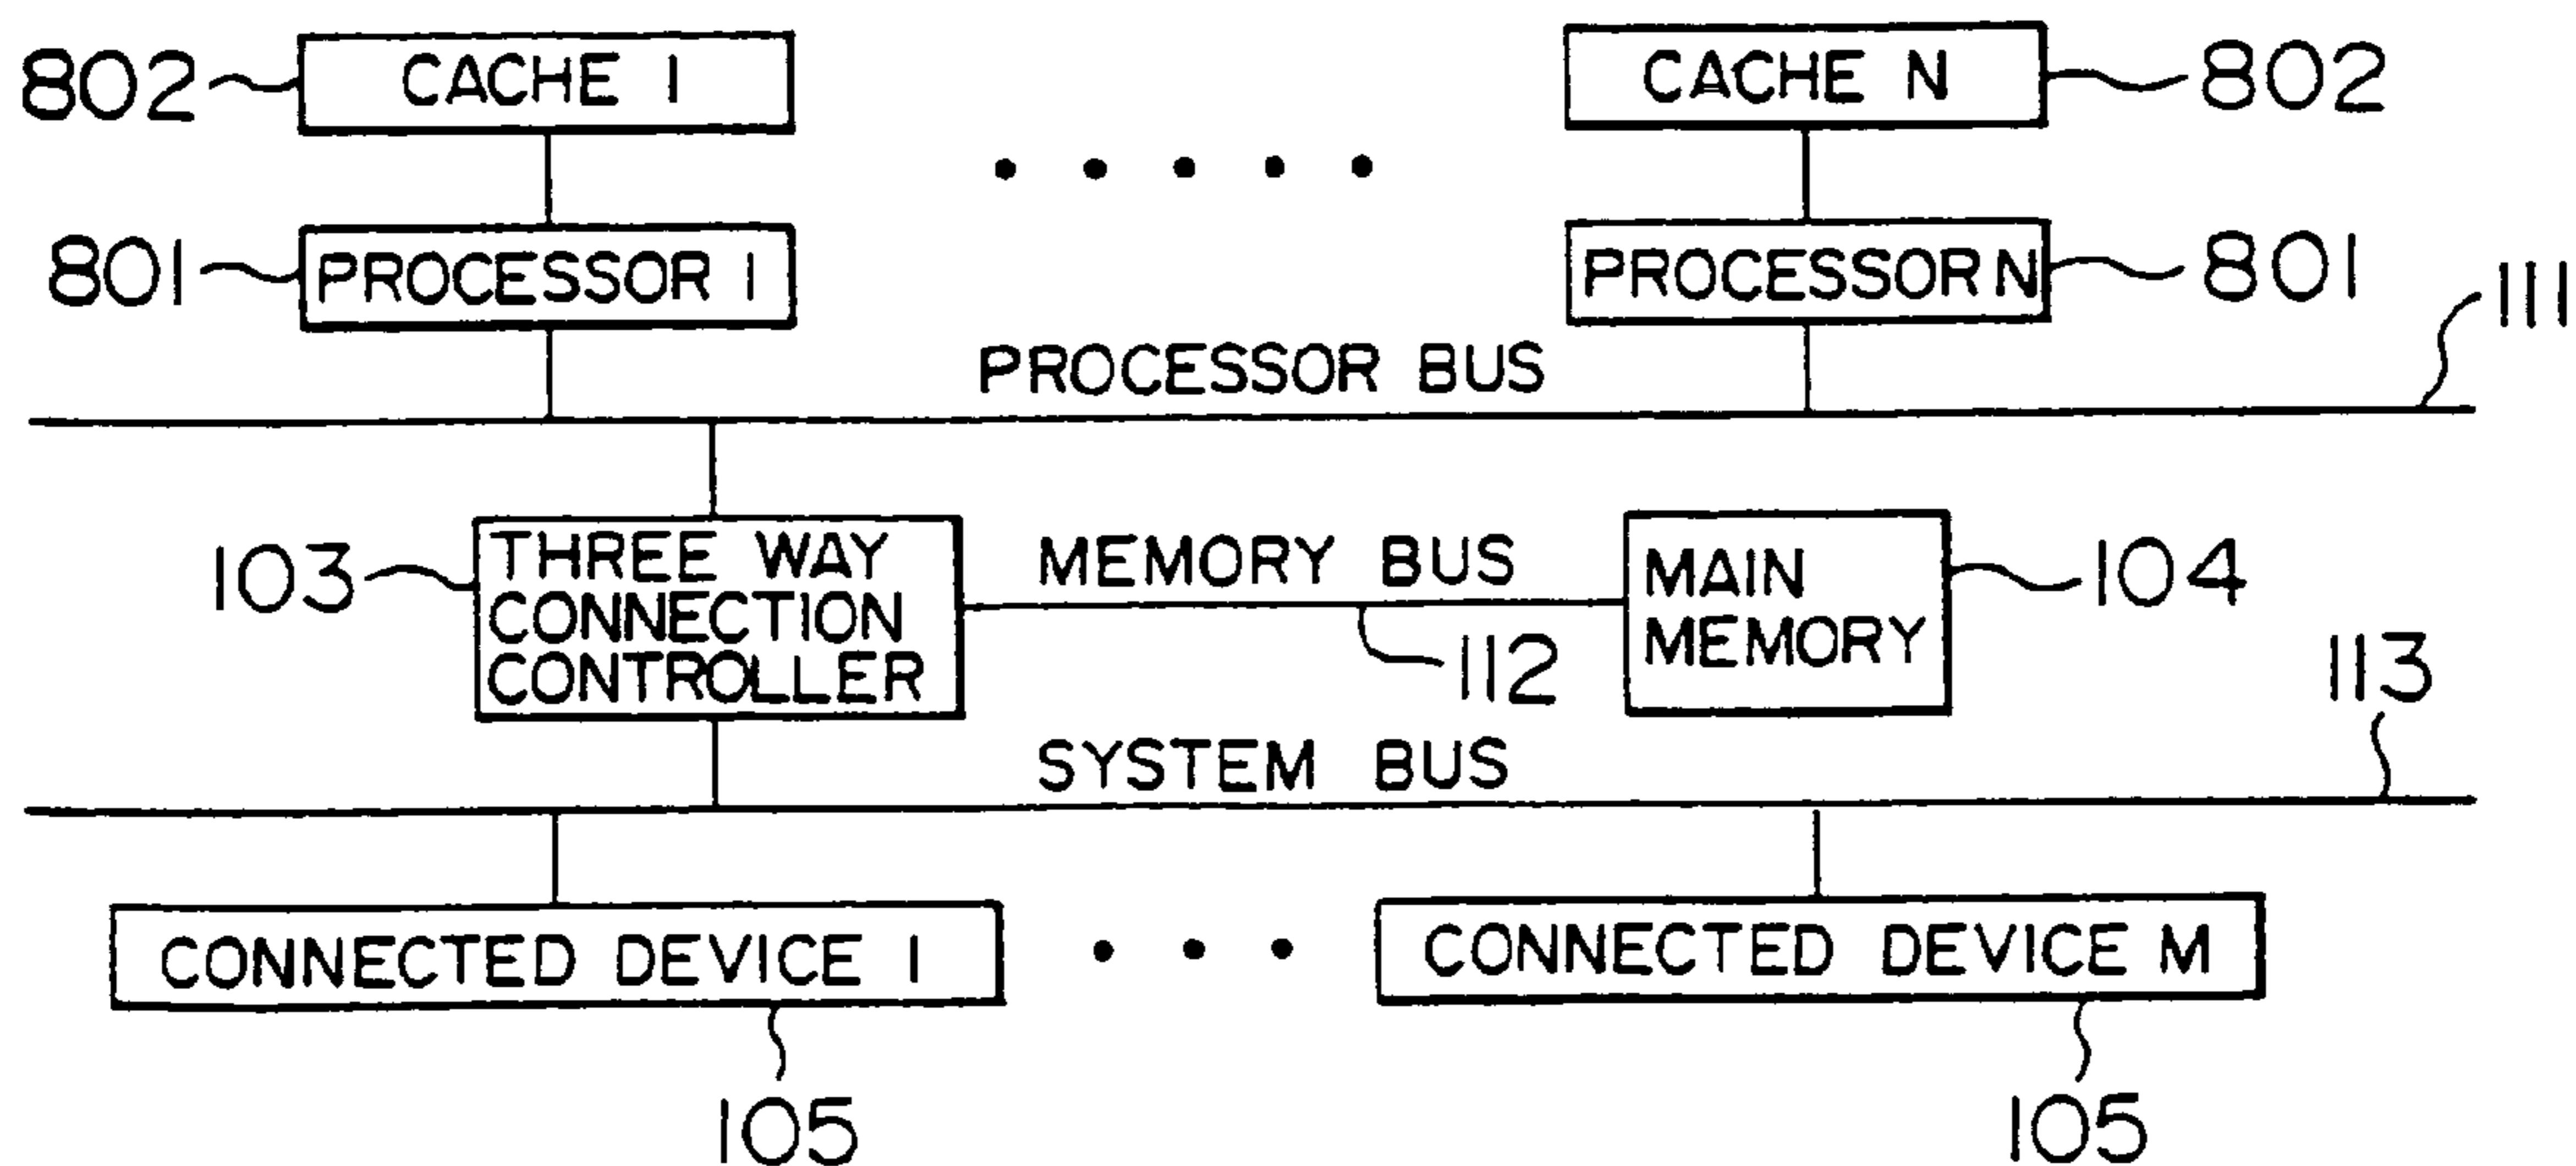 802 CACHE 1 CACHE N 802
801 PROCESSOR 1 PROCESSOR N 801
111
PROCESSOR BUS
103 THREE WAY CONNECTION CONTROLLER
MEMORY BUS
112
MAIN MEMORY
104
113
SYSTEM BUS
CONNECTED DEVICE 1 CONNECTED DEVICE M
105 105